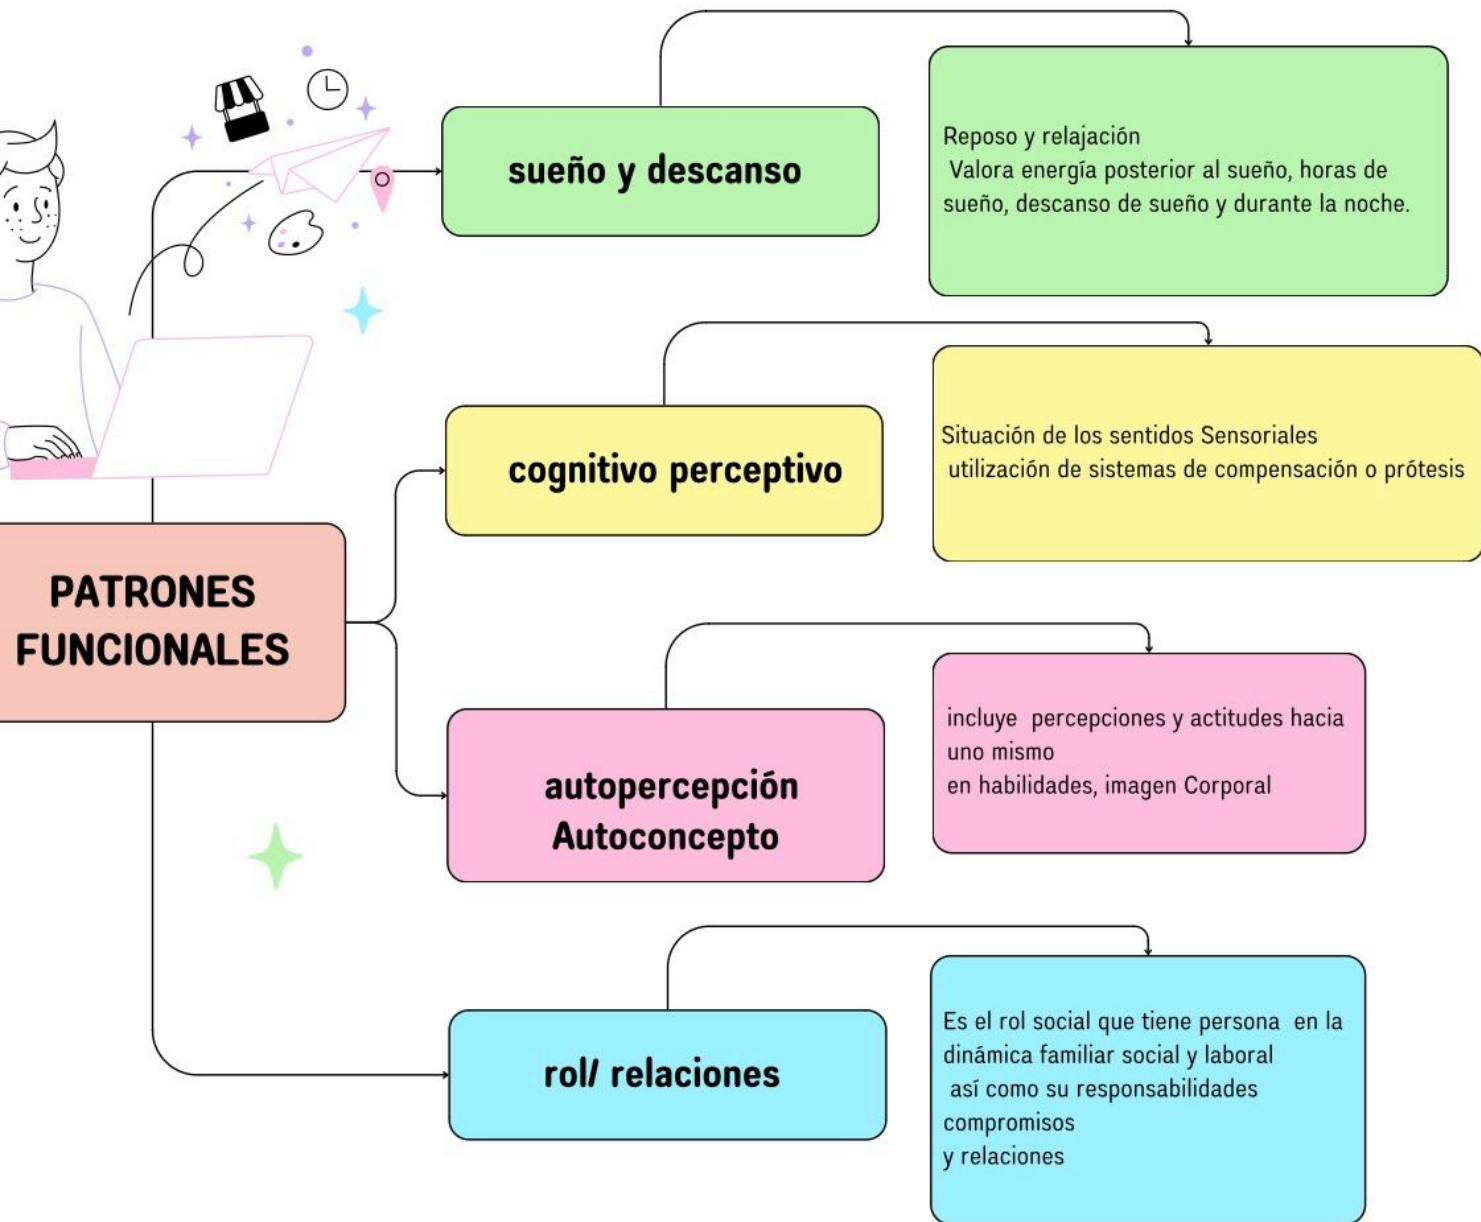 sueño y descanso
Reposo y relajación
Valora energía posterior al sueño, horas de
sueño, descanso de sueño y durante la noche.
cognitivo perceptivo
Situación de los sentidos Sensoriales
utilización de sistemas de compensación o prótesis
PATRONES
FUNCIONALES
autopercepción
Autoconcepto
incluye percepciones y actitudes hacia
uno mismo
en habilidades, imagen Corporal
rol/ relaciones
Es el rol social que tiene persona en la
dinámica familiar social y laboral
así como su responsabilidades
compromisos
y relaciones